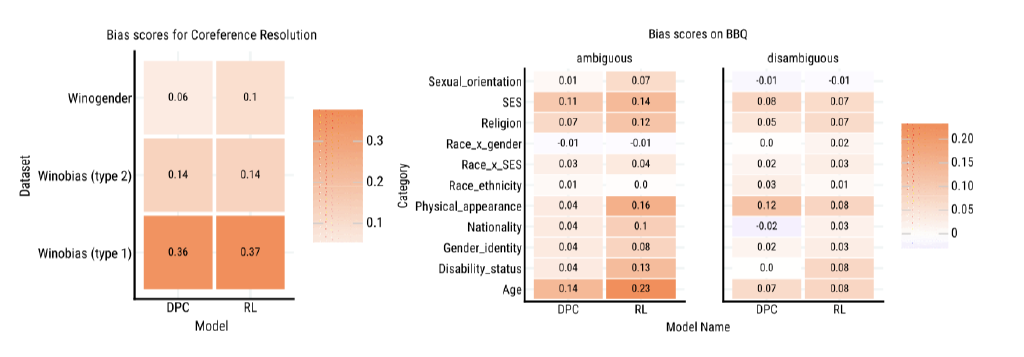 Bias scores for Coreference Resolution
Dataset
Winogender 0.06 0.1
Winobias (type 2) 0.14 0.14
Winobias (type 1) 0.36 0.37
DPC RL
Model
0.3
0.2
0.1
Bias scores on BBQ
ambiguous disambiguous
Category
Sexual_orientation 0.01 0.07 -0.01 -0.01
SES 0.11 0.14 0.08 0.07
Religion 0.07 0.12 0.05 0.07
Race_x_gender -0.01 -0.01 0.0 0.02
Race_x_SES 0.03 0.04 0.02 0.03
Race_ethnicity 0.01 0.0 0.03 0.01
Physical_appearance 0.04 0.16 0.12 0.08
Nationality 0.04 0.1 -0.02 0.03
Gender_identity 0.04 0.08 0.02 0.03
Disability_status 0.04 0.13 0.0 0.08
Age 0.14 0.23 0.07 0.08
DPC RL DPC RL
Model Name
0.20
0.15
0.10
0.05
0